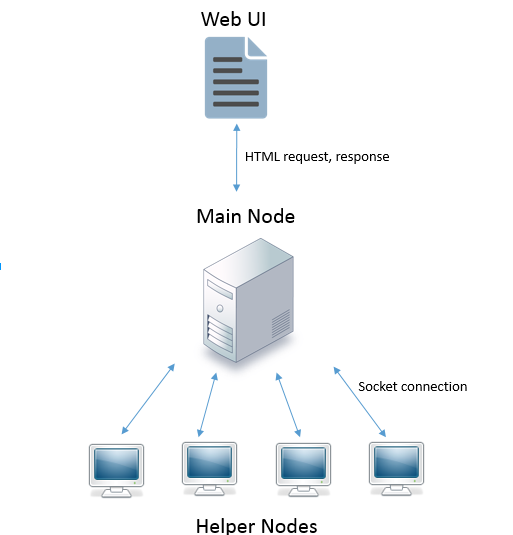 Web UI
HTML request, response
Main Node
Socket connection
Helper Nodes